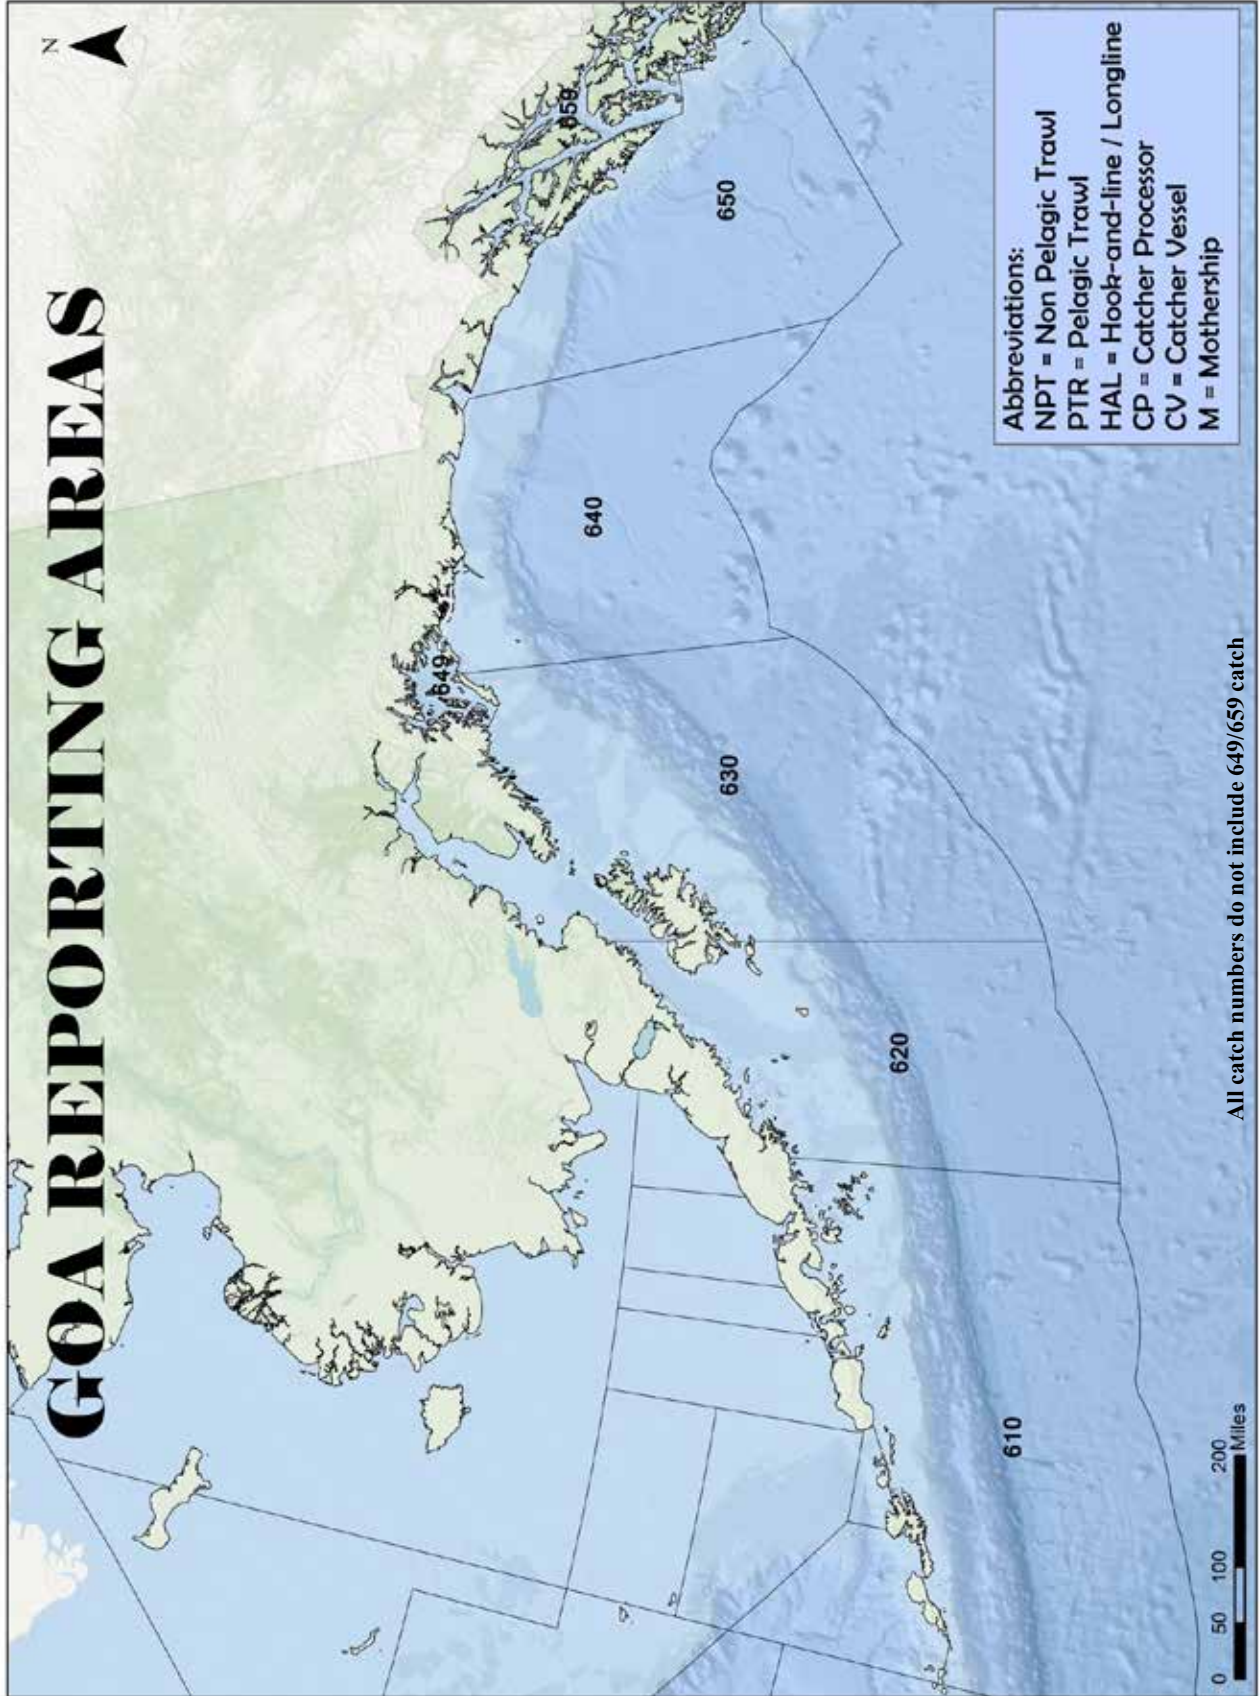 GOA REPORTING AREAS
N
659
650
649
640
630
620
610
Abbreviations:
NPT = Non Pelagic Trawl
PTR = Pelagic Trawl
HAL = Hook-and-line / Longline
CP = Catcher Processor
CV = Catcher Vessel
M = Mothership
0 50 100 200
Miles
All catch numbers do not include 649/659 catch